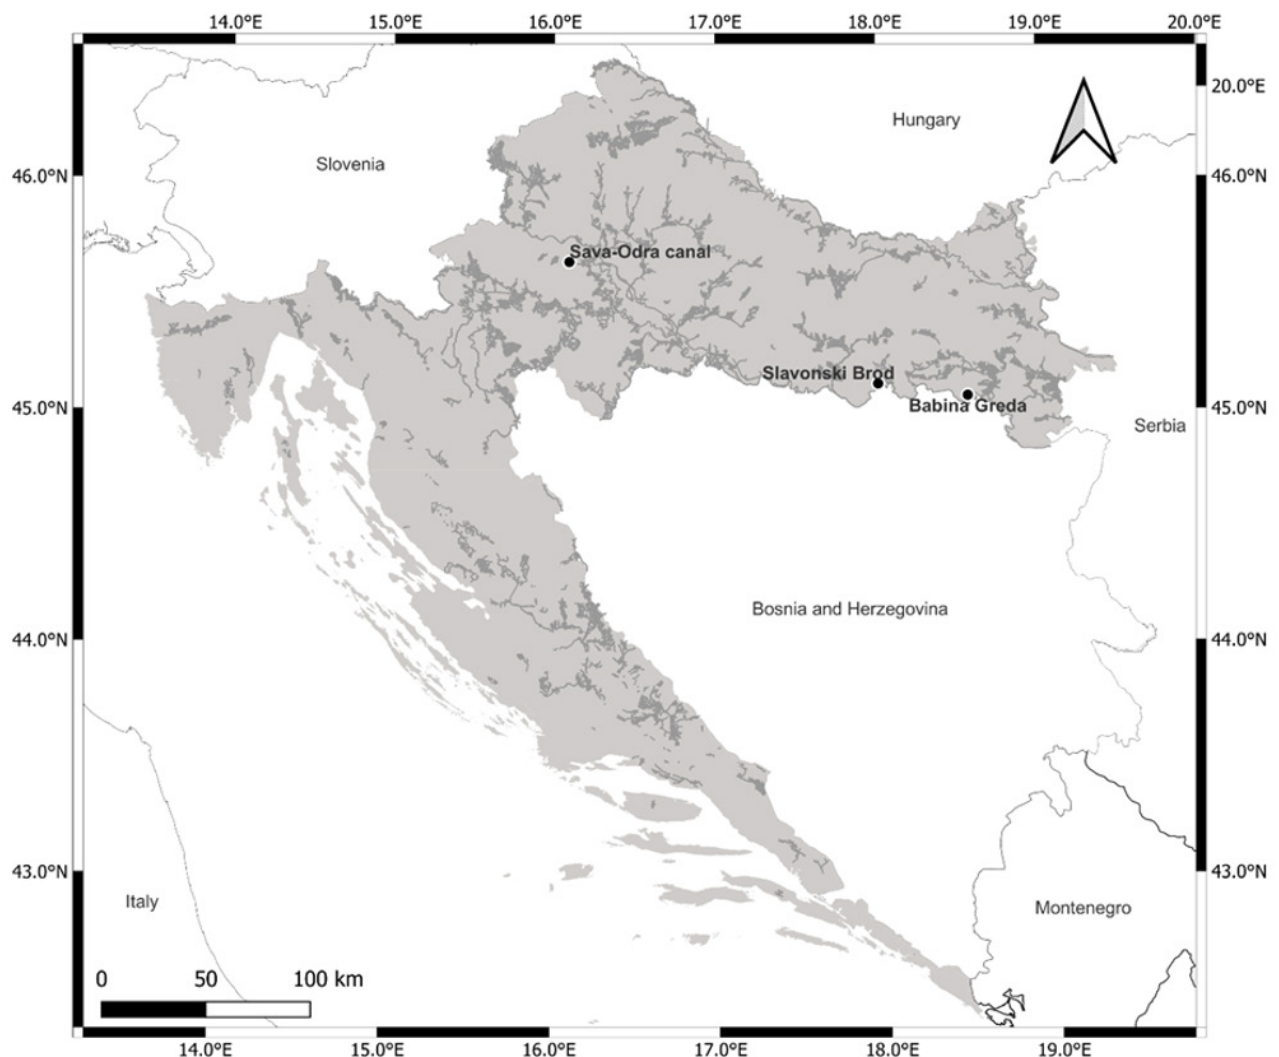 14.0°E 15.0°E 16.0°E 17.0°E 18.0°E 19.0°E 20.0°E
20.0°E
Hungary
Slovenia
46.0°N 46.0°N
Sava-Odra canal
Slavonski Brod
Babina Greda
45.0°N 45.0°N
Serbia
Bosnia and Herzegovina
44.0°N 44.0°N
43.0°N 43.0°N
Italy
Montenegro
0 50 100 km
14.0°E 15.0°E 16.0°E 17.0°E 18.0°E 19.0°E